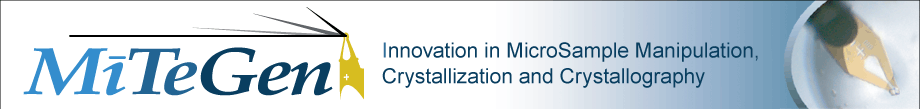 MiTeGen
Innovation in MicroSample Manipulation,
Crystallization and Crystallography